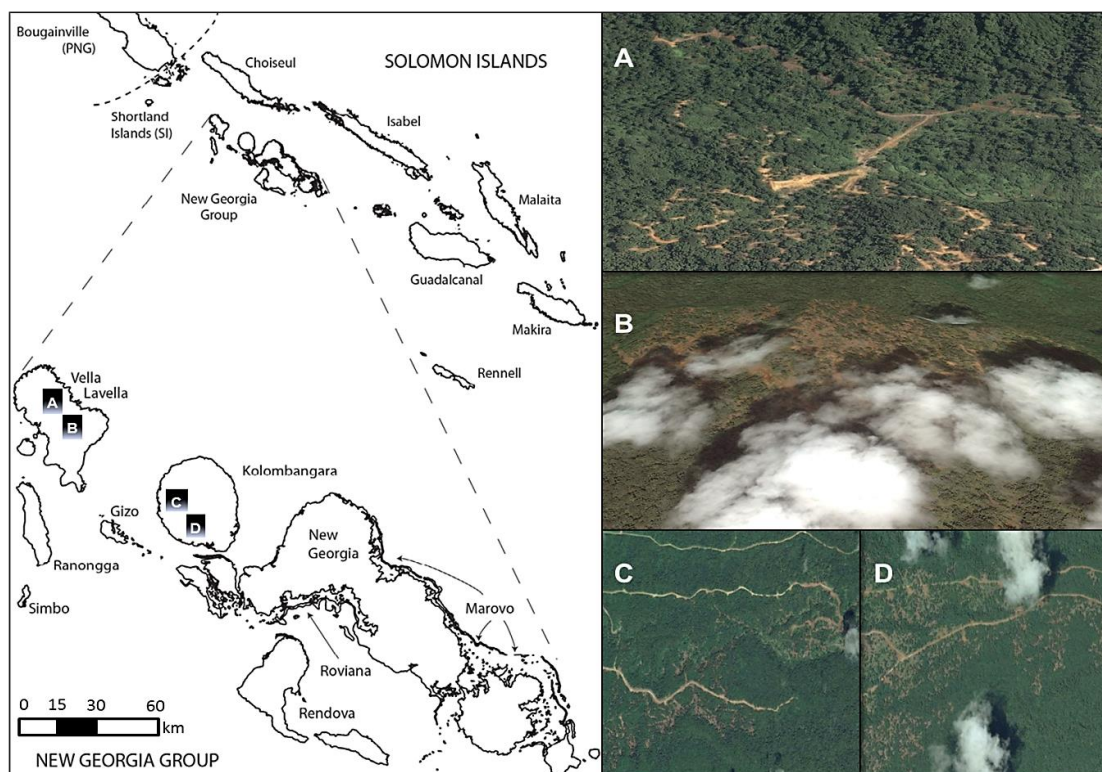 Bougainville
(PNG)
Choiseul
SOLOMON ISLANDS
Shortland
Islands (SI)
Isabel
New Georgia
Group
Malaita
Guadalcanal
Makira
Rennell
Vella
Lavella
A
B
Kolombangara
C
D
Gizo
New
Georgia
Ranongga
Simbo
Marovo
Roviana
Rendova
0 15 30 60
km
NEW GEORGIA GROUP
A
B
C
D